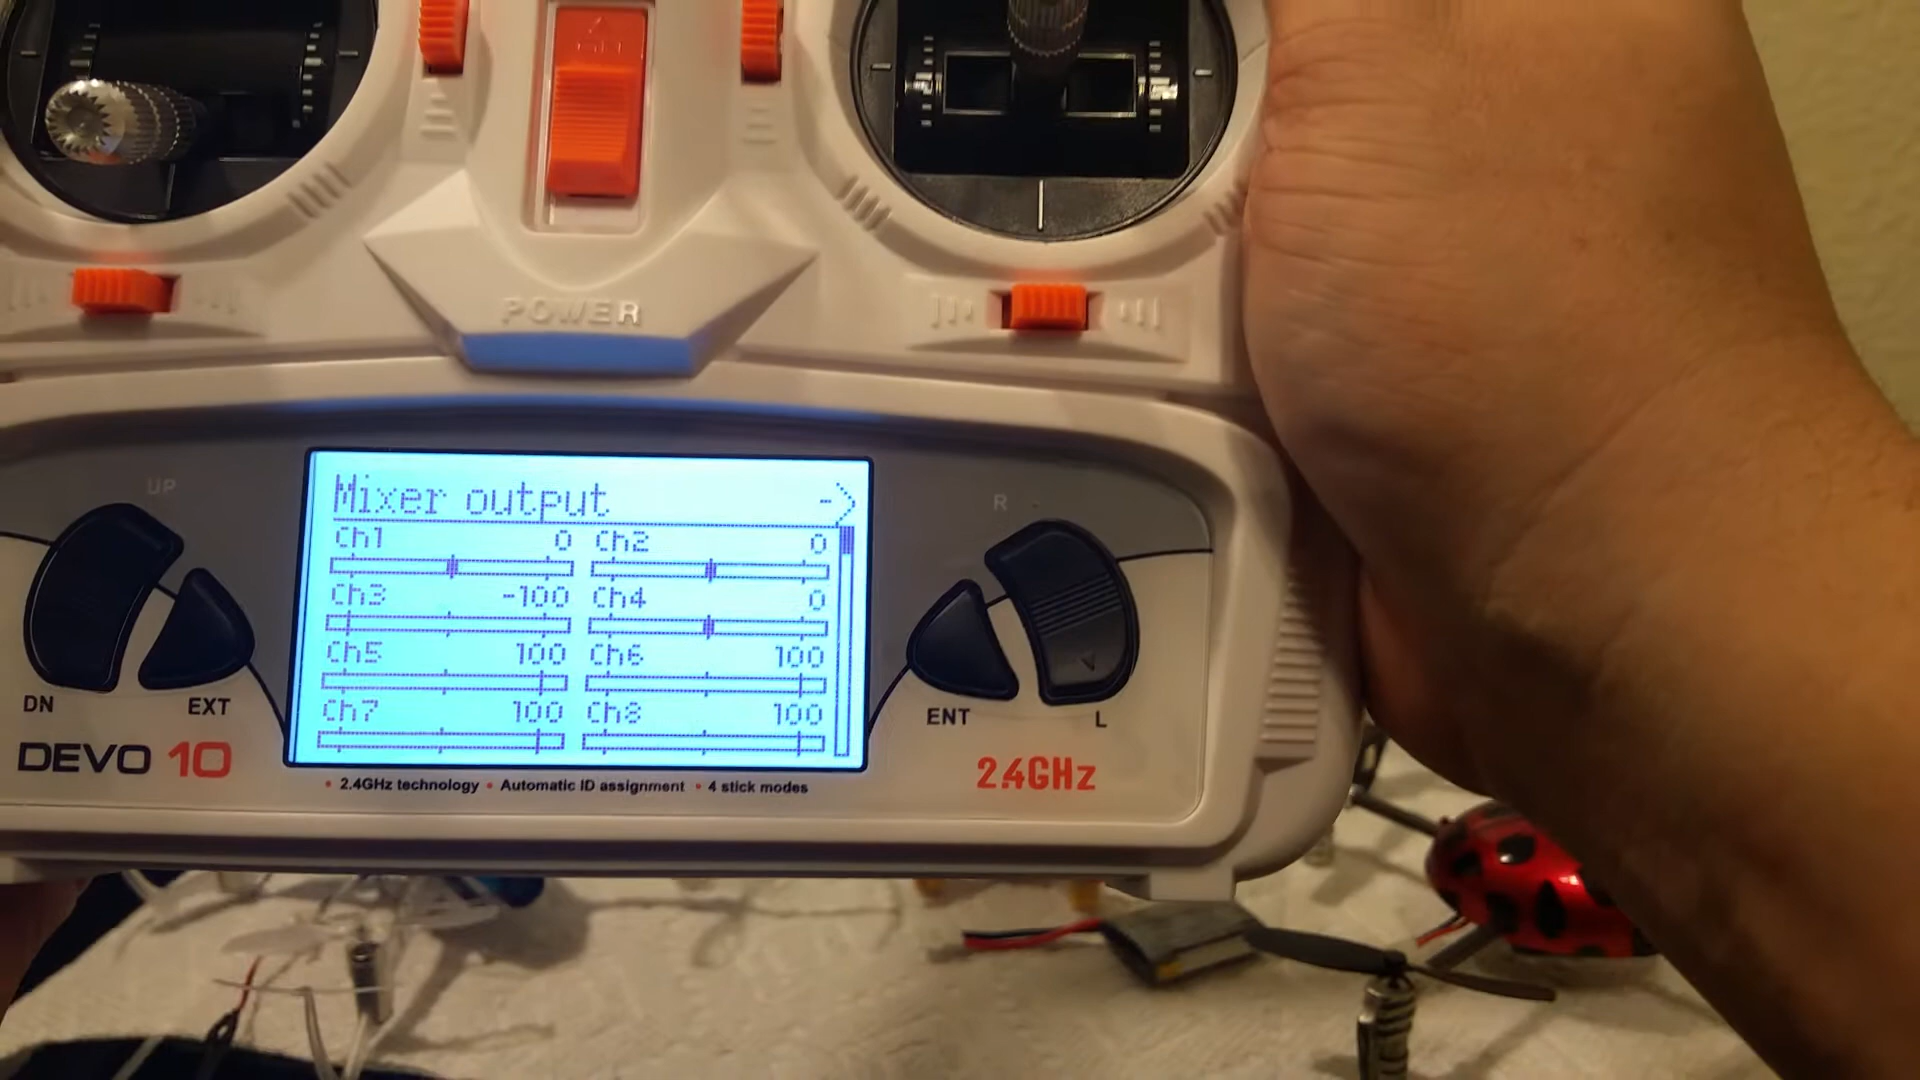 POWER
UP
R
Mixer output ->
Ch1 0 Ch2 0
Ch3 -100 Ch4 0
Ch5 100 Ch6 100
Ch7 100 Ch8 100
DN
EXT
ENT
L
DEVO 10
2.4GHz
• 2.4GHz technology • Automatic ID assignment • 4 stick modes